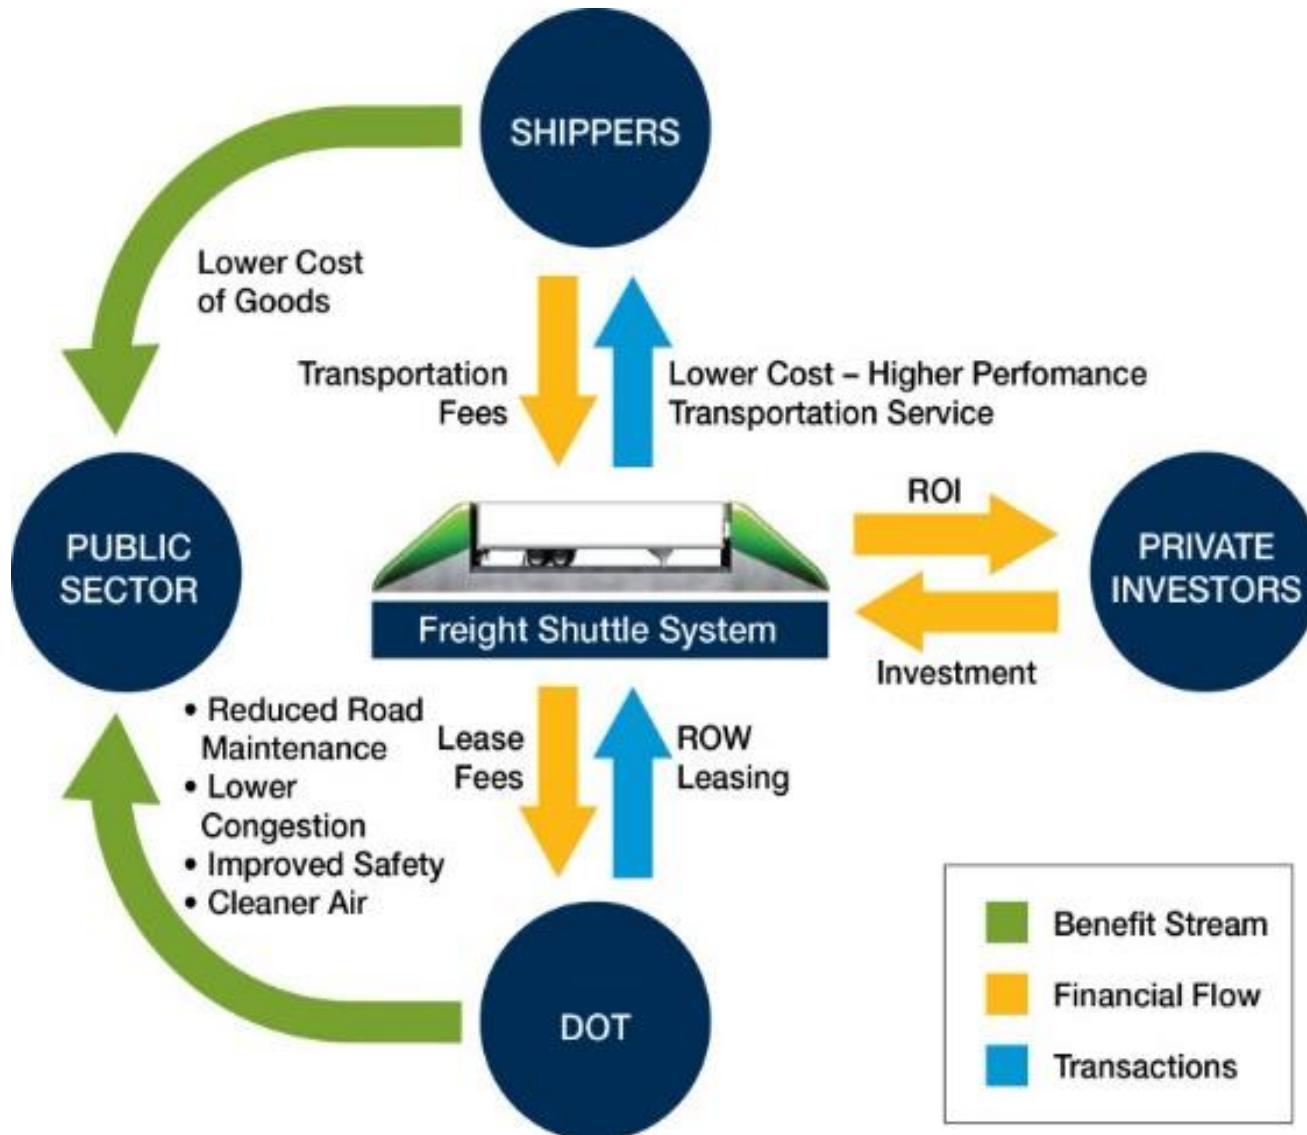 SHIPPERS
Lower Cost
of Goods
Transportation
Fees
Lower Cost – Higher Perfomance
Transportation Service
PUBLIC
SECTOR
ROI
PRIVATE
INVESTORS
Freight Shuttle System
Investment
• Reduced Road
Maintenance
• Lower
Congestion
• Improved Safety
• Cleaner Air
Lease
Fees
ROW
Leasing
DOT
Benefit Stream
Financial Flow
Transactions